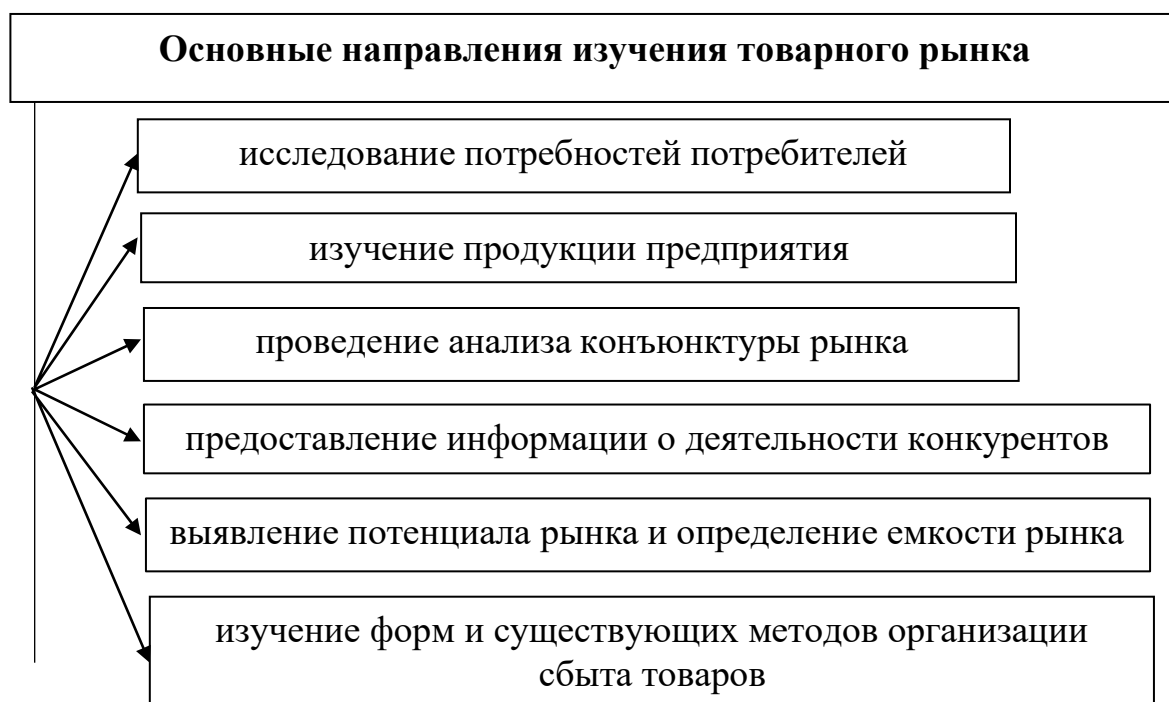 Основные направления изучения товарного рынка
исследование потребностей потребителей
изучение продукции предприятия
проведение анализа конъюнктуры рынка
предоставление информации о деятельности конкурентов
выявление потенциала рынка и определение емкости рынка
изучение форм и существующих методов организации
сбыта товаров